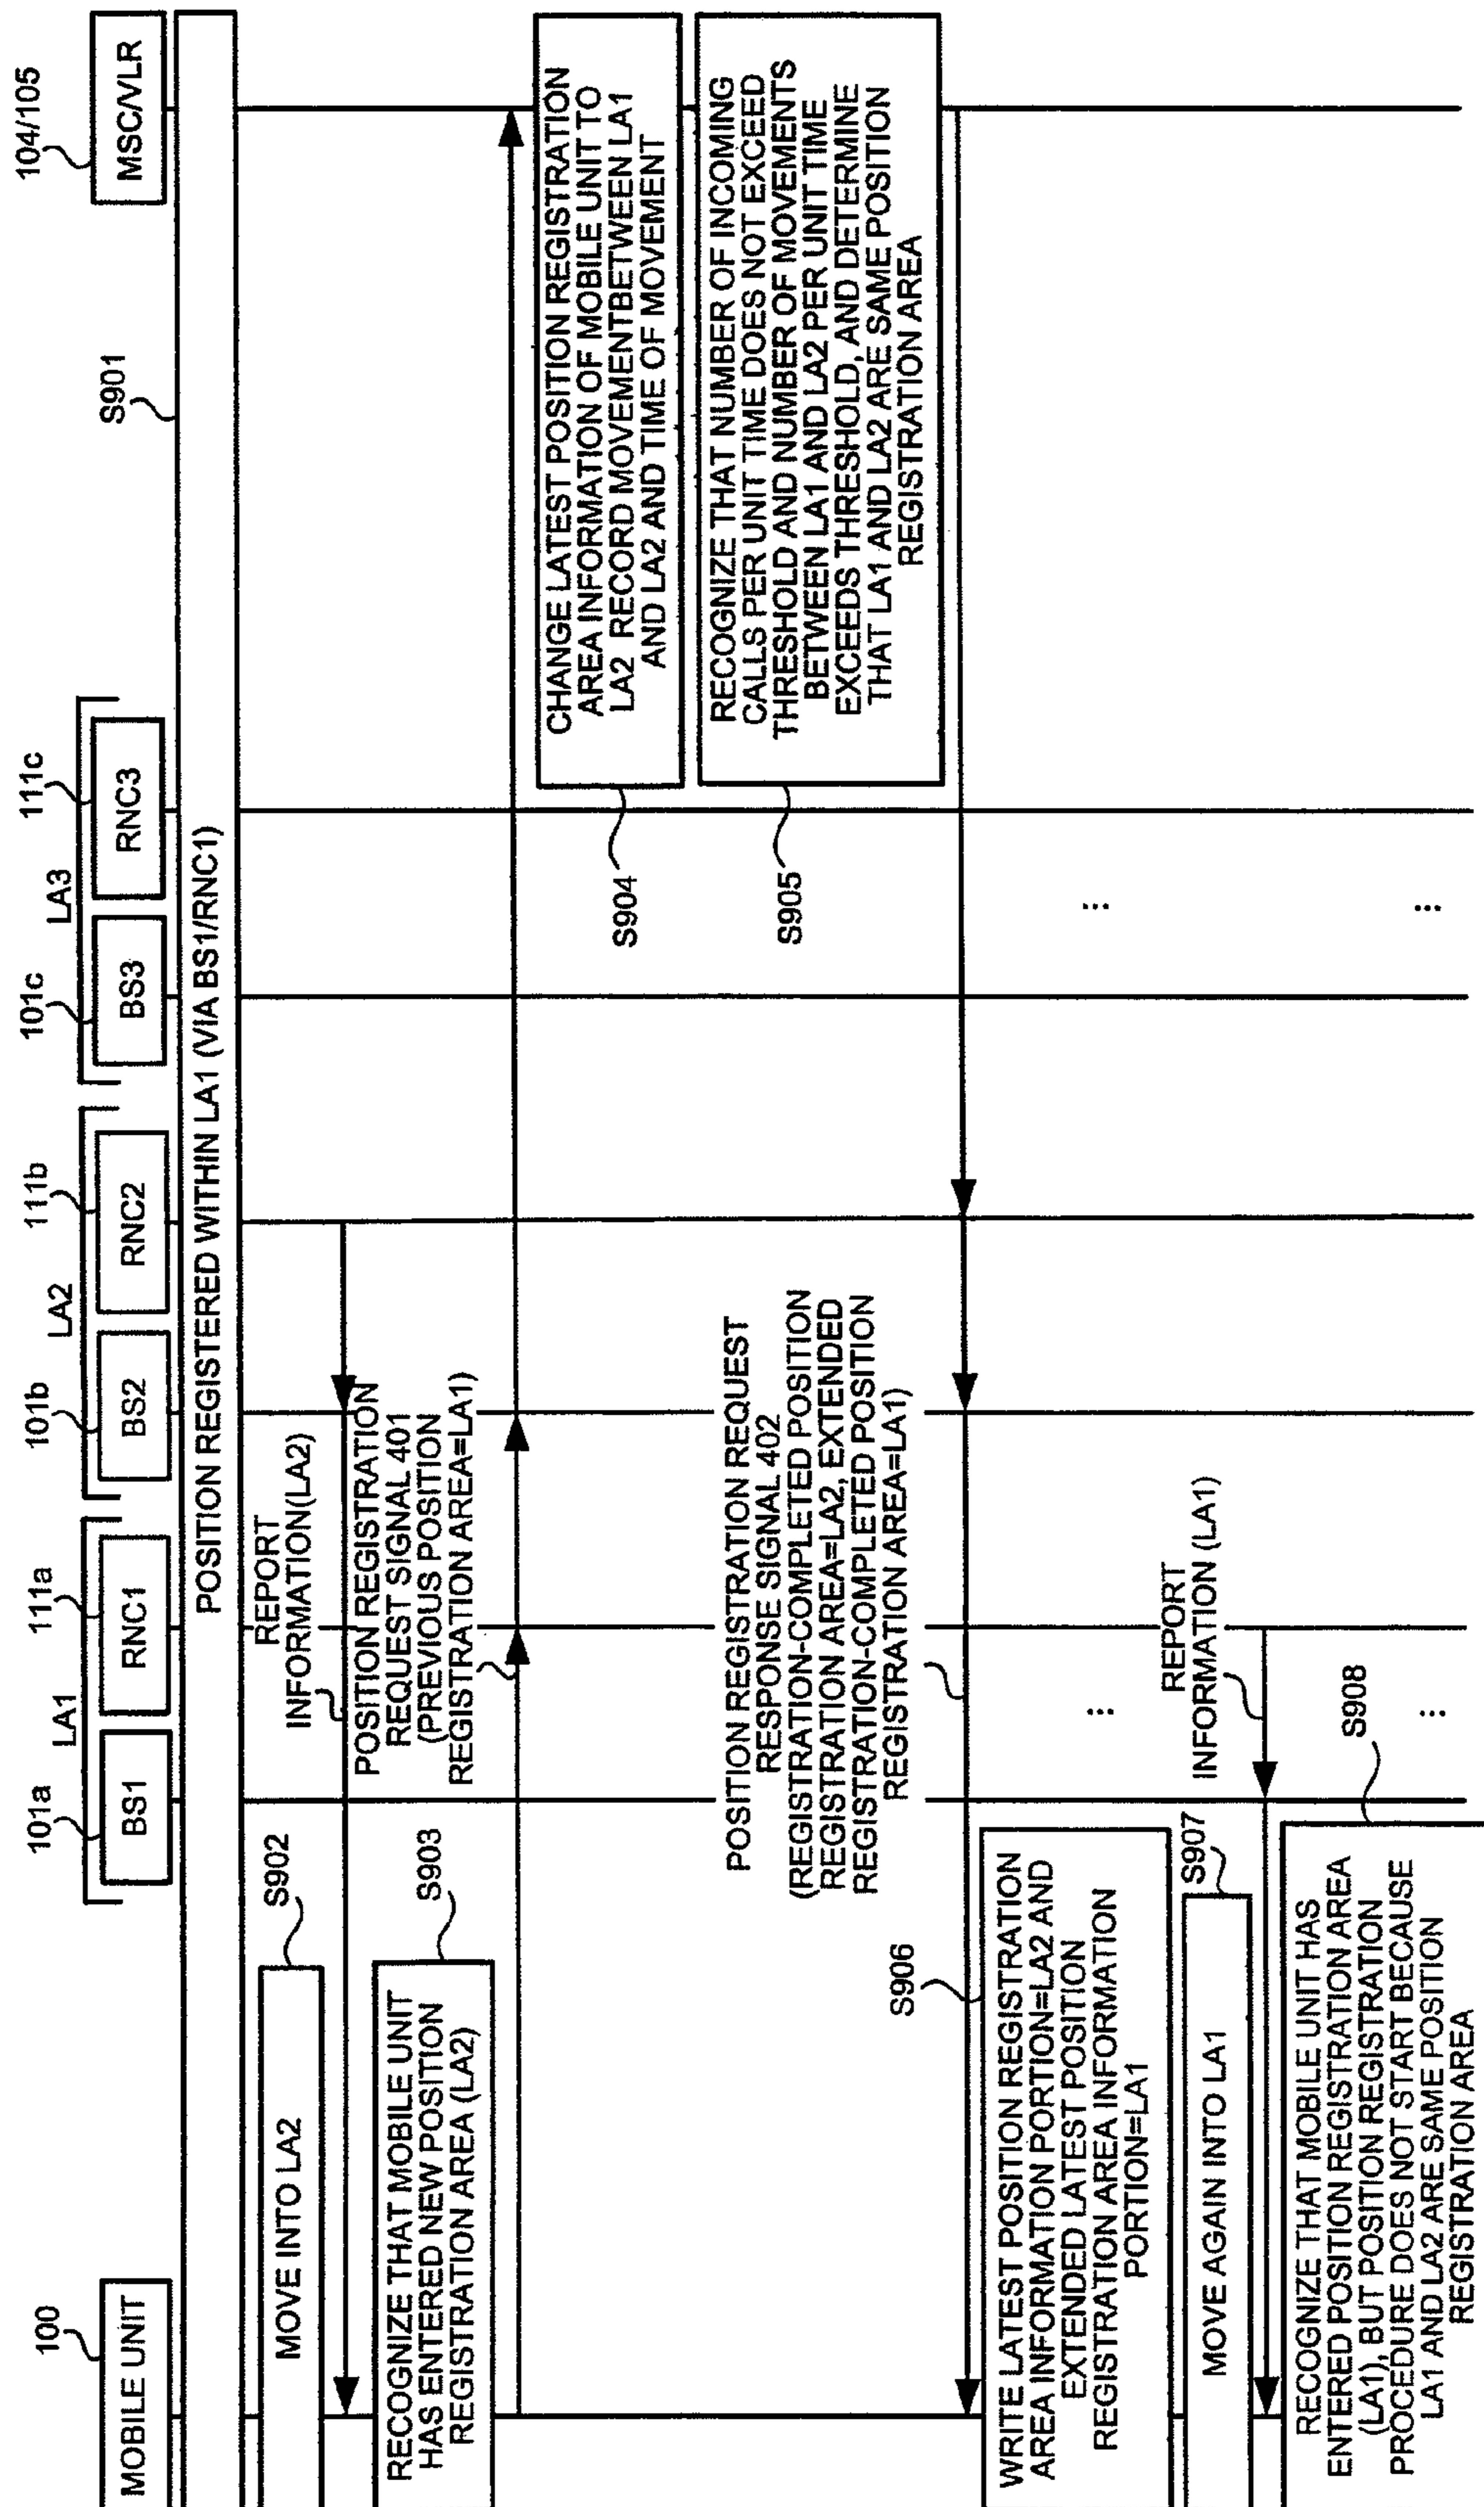 100
MOBILE UNIT
101a
BS1
LA1
111a
RNC1
101b
BS2
LA2
111b
RNC2
101c
BS3
LA3
111c
RNC3
104/105
MSC/VLR
S901
POSITION REGISTERED WITHIN LA1 (VIA BS1/RNC1)
S902
MOVE INTO LA2
REPORT
INFORMATION(LA2)
S903
RECOGNIZE THAT MOBILE UNIT
HAS ENTERED NEW POSITION
REGISTRATION AREA (LA2)
POSITION REGISTRATION
REQUEST SIGNAL 401
(PREVIOUS POSITION
REGISTRATION AREA=LA1)
CHANGE LATEST POSITION REGISTRATION
AREA INFORMATION OF MOBILE UNIT TO
LA2 RECORD MOVEMENTBETWEEN LA1
AND LA2 AND TIME OF MOVEMENT
S904
RECOGNIZE THAT NUMBER OF INCOMING
CALLS PER UNIT TIME DOES NOT EXCEED
THRESHOLD AND NUMBER OF MOVEMENTS
BETWEEN LA1 AND LA2 PER UNIT TIME
EXCEEDS THRESHOLD, AND DETERMINE
THAT LA1 AND LA2 ARE SAME POSITION
REGISTRATION AREA
S905
POSITION REGISTRATION REQUEST
RESPONSE SIGNAL 402
(REGISTRATION-COMPLETED POSITION
REGISTRATION AREA=LA2, EXTENDED
REGISTRATION-COMPLETED POSITION
REGISTRATION AREA=LA1)
S906
WRITE LATEST POSITION REGISTRATION
AREA INFORMATION PORTION=LA2 AND
EXTENDED LATEST POSITION
REGISTRATION AREA INFORMATION
PORTION=LA1
...
...
S907
MOVE AGAIN INTO LA1
REPORT
INFORMATION (LA1)
S908
RECOGNIZE THAT MOBILE UNIT HAS
ENTERED POSITION REGISTRATION AREA
(LA1), BUT POSITION REGISTRATION
PROCEDURE DOES NOT START BECAUSE
LA1 AND LA2 ARE SAME POSITION
REGISTRATION AREA
...
...